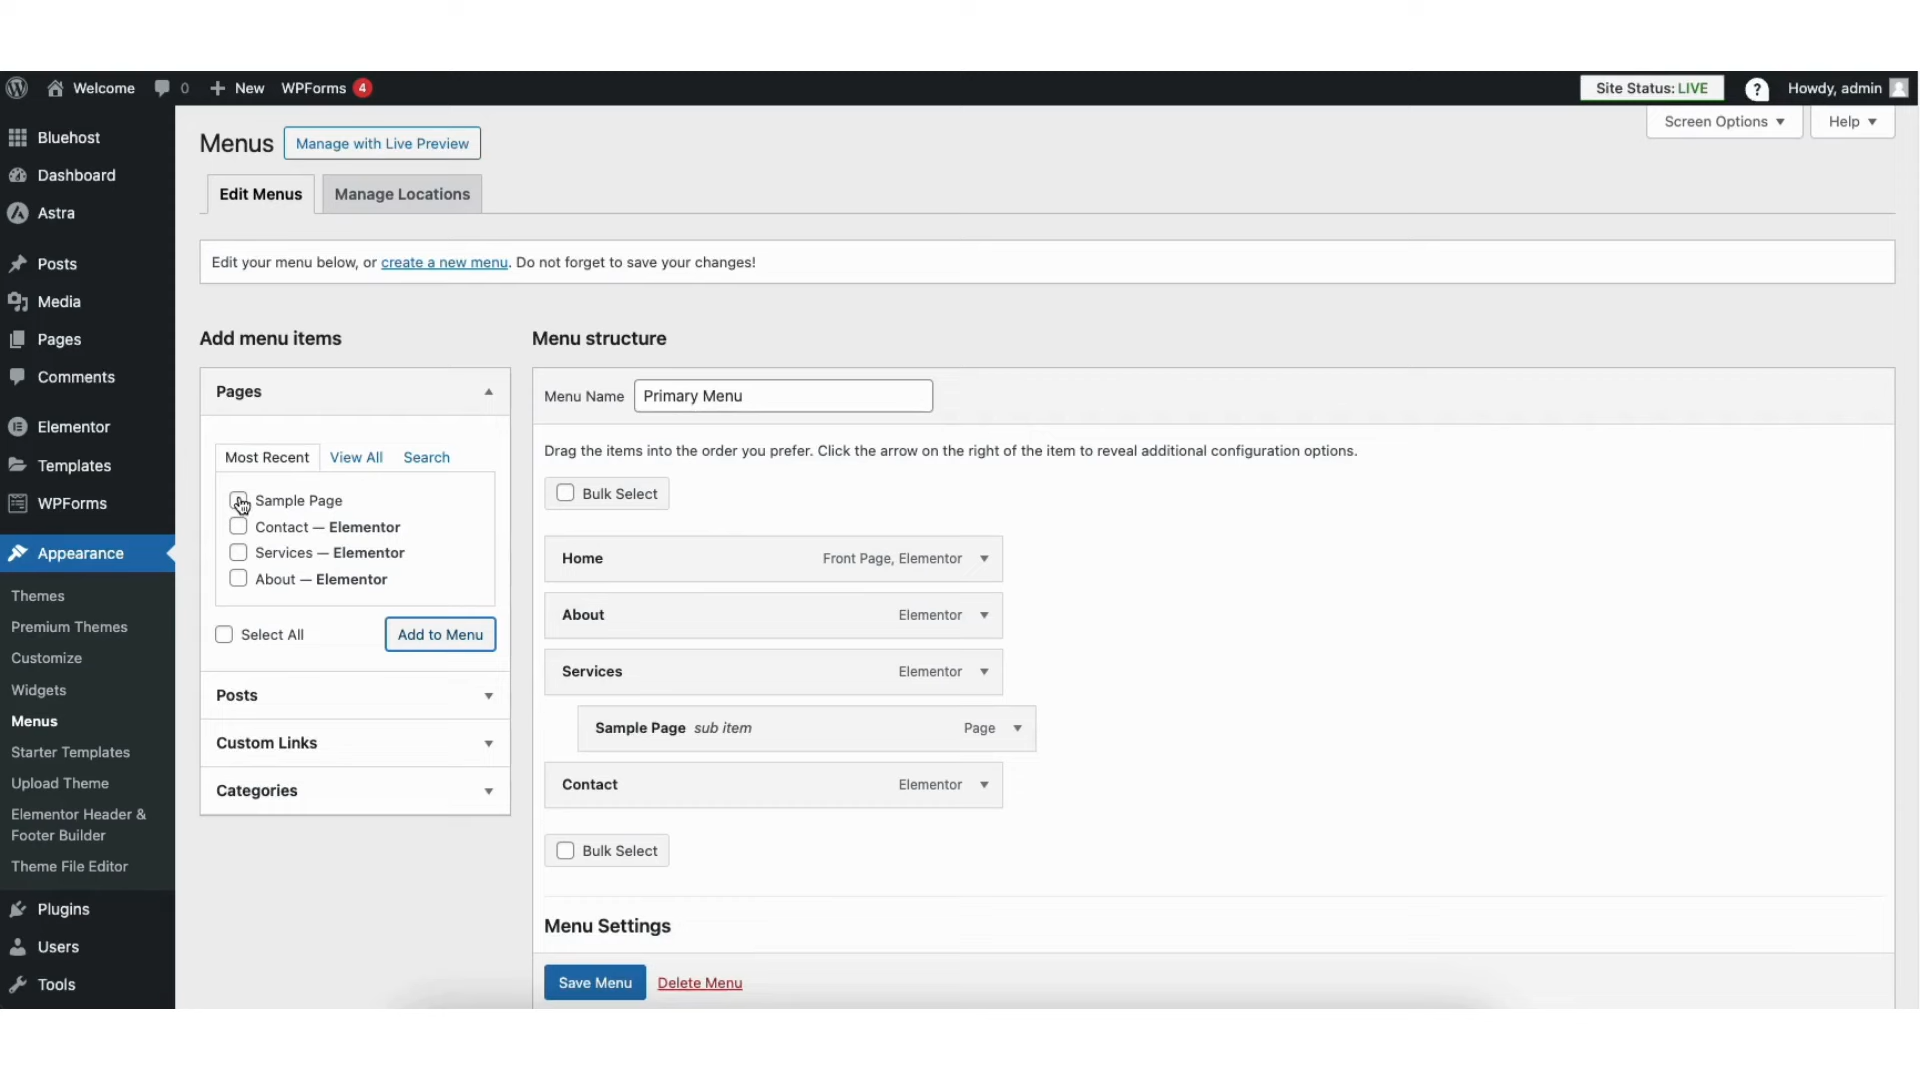 Welcome 0 New WPForms 4 Site Status: LIVE ? Howdy, admin
Screen Options ▼ Help ▼
Bluehost
Dashboard
Astra
Posts
Media
Pages
Comments
Elementor
Templates
WPForms
Appearance
Themes
Premium Themes
Customize
Widgets
Menus
Starter Templates
Upload Theme
Elementor Header &
Footer Builder
Theme File Editor
Plugins
Users
Tools
Menus Manage with Live Preview
Edit Menus Manage Locations
Edit your menu below, or create a new menu. Do not forget to save your changes!
Add menu items
Pages
Most Recent View All Search
Sample Page
Contact — Elementor
Services — Elementor
About — Elementor
Select All Add to Menu
Posts
Custom Links
Categories
Menu structure
Menu Name Primary Menu
Drag the items into the order you prefer. Click the arrow on the right of the item to reveal additional configuration options.
Bulk Select
Home Front Page, Elementor
About Elementor
Services Elementor
Sample Page sub item Page
Contact Elementor
Bulk Select
Menu Settings
Save Menu Delete Menu